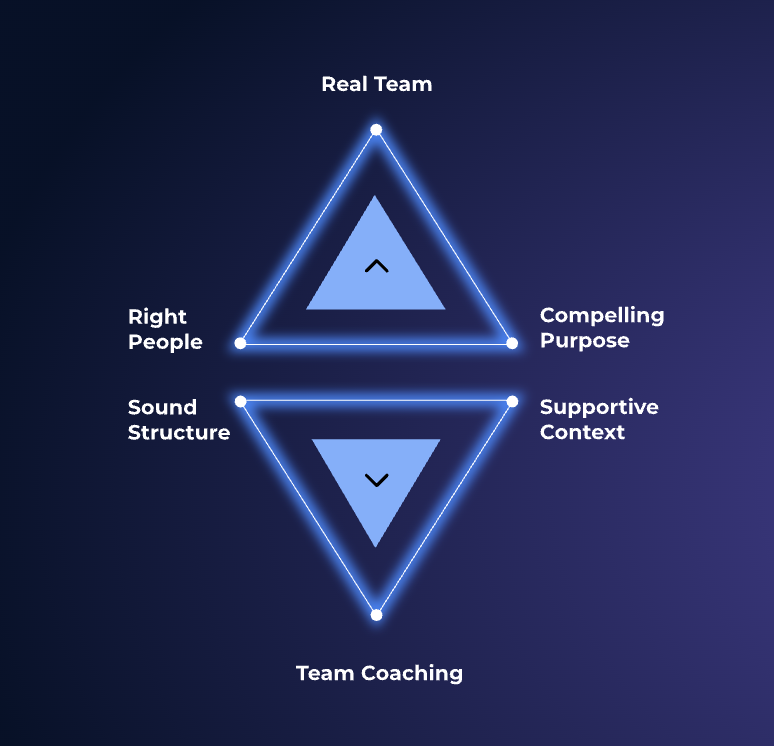 Real Team
Right
People
Compelling
Purpose
Sound
Structure
Supportive
Context
Team Coaching